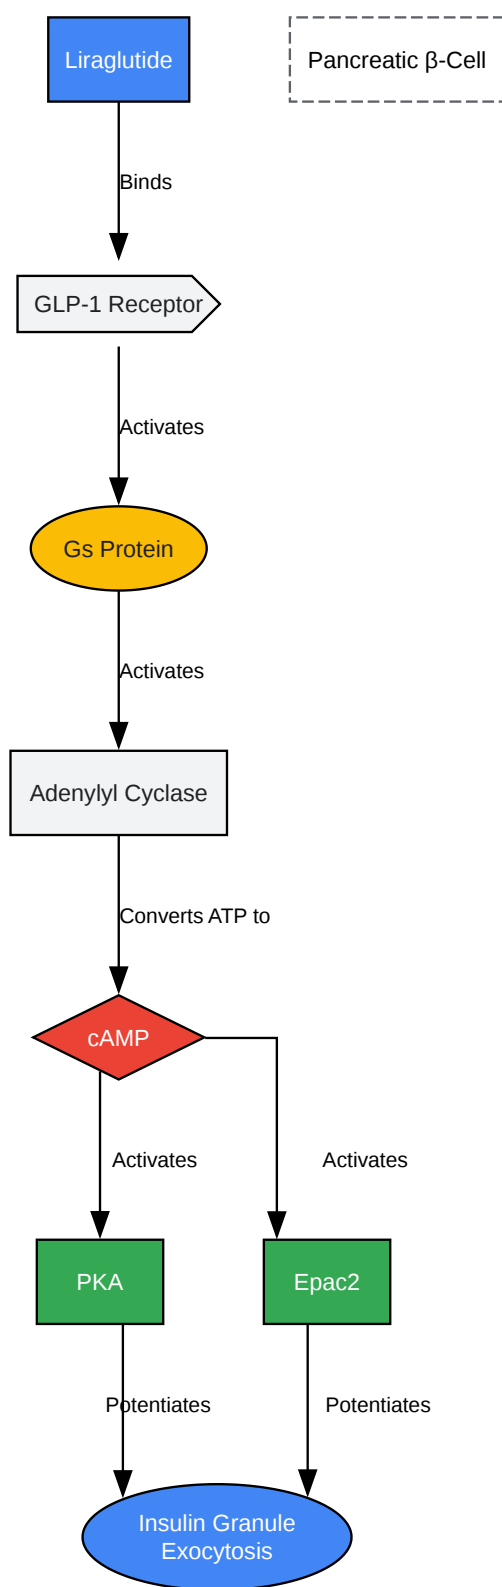 Liraglutide
Pancreatic β-Cell
Binds
GLP-1 Receptor
Activates
Gs Protein
Activates
Adenylyl Cyclase
Converts ATP to
cAMP
Activates
Activates
PKA
Epac2
Potentiates
Potentiates
Insulin Granule
Exocytosis